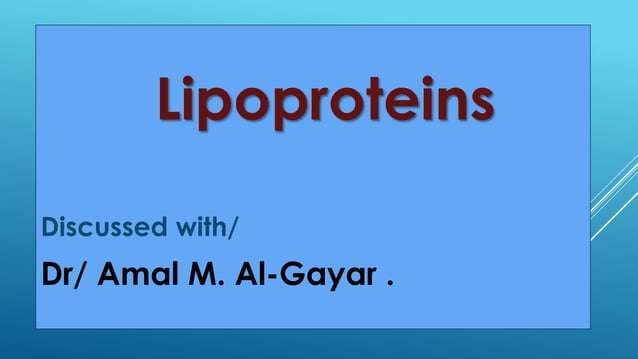 Lipoproteins
Discussed with/
Dr/ Amal M. Al-Gayar .